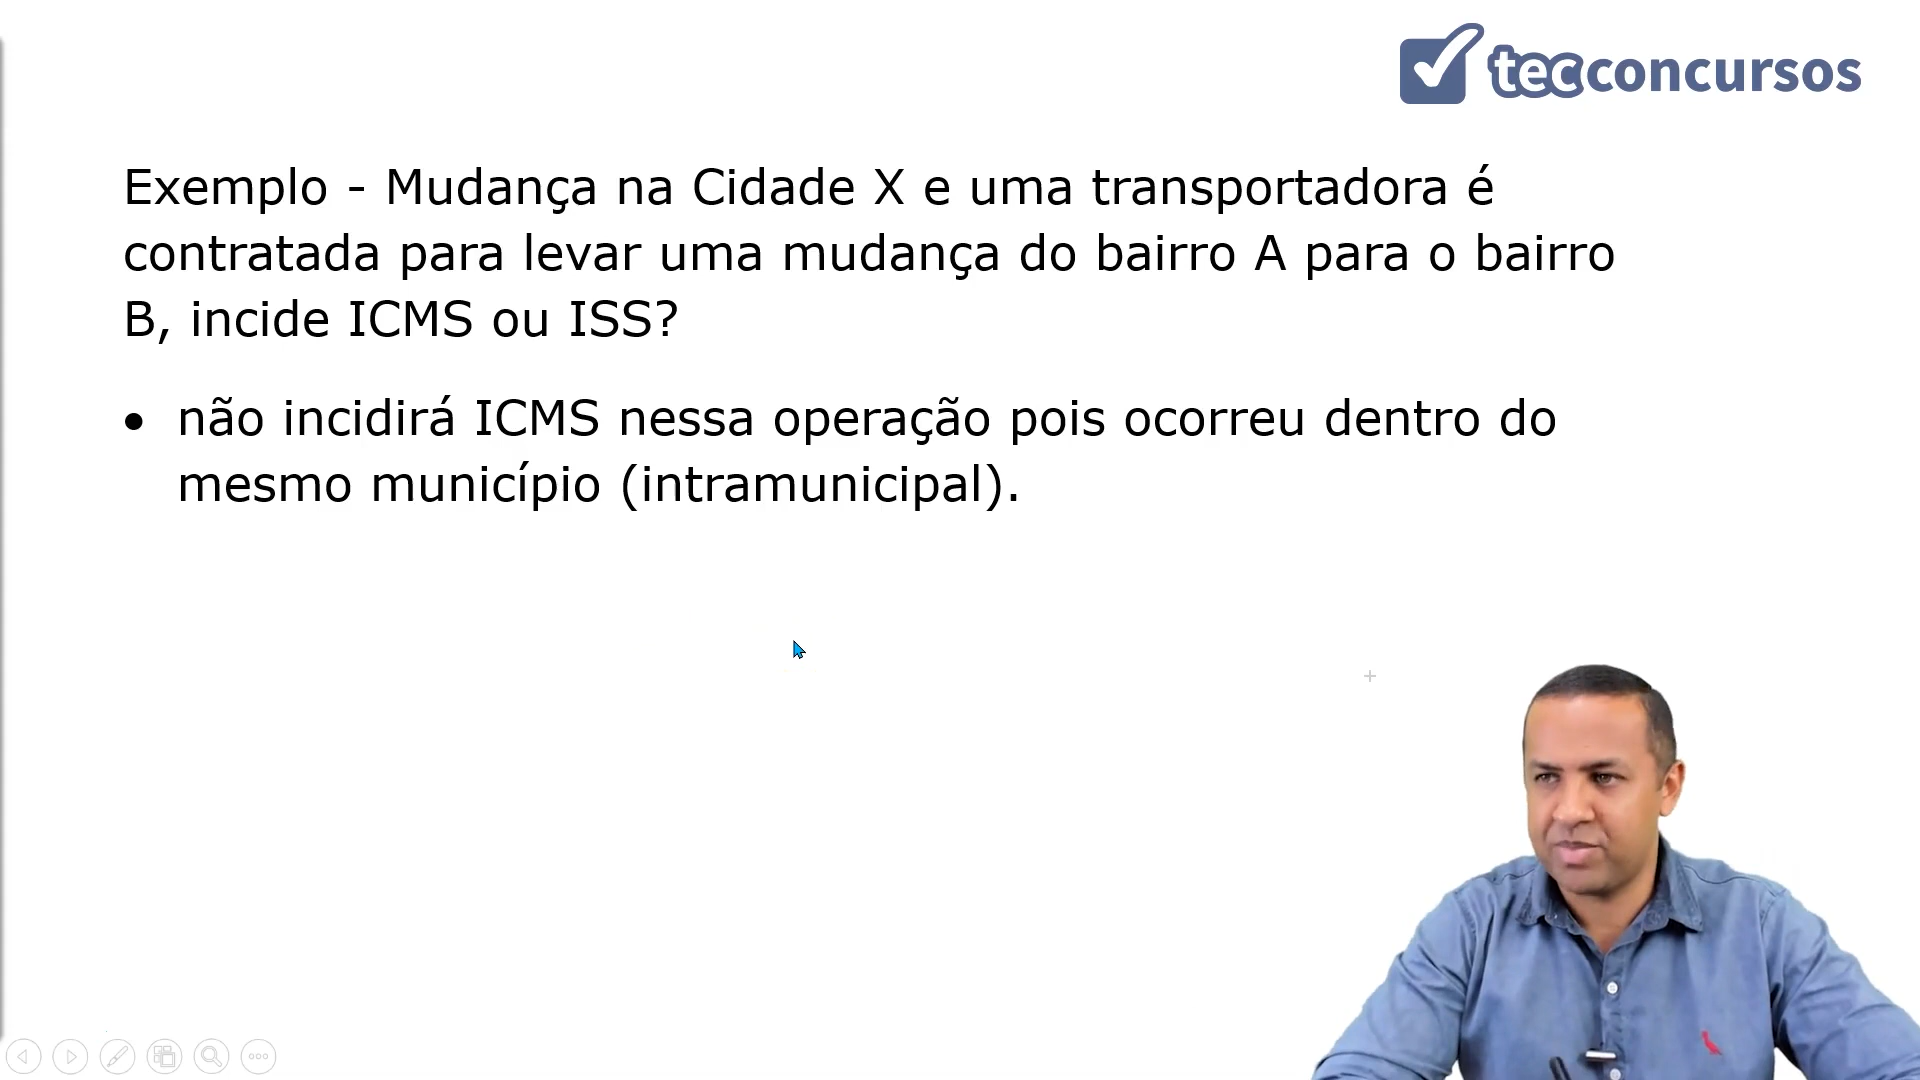 tecconcursos
Exemplo - Mudança na Cidade X e uma transportadora é
contratada para levar uma mudança do bairro A para o bairro
B, incide ICMS ou ISS?
• não incidirá ICMS nessa operação pois ocorreu dentro do
mesmo município (intramunicipal).